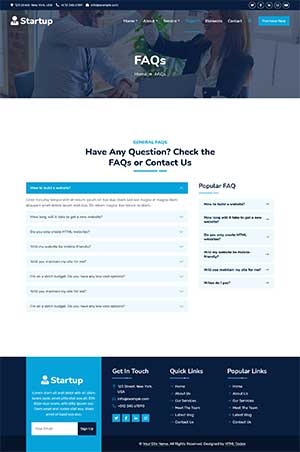 123 Street, New York, USA
+012 345 6789
info@example.com
Startup
Home
About
Service
Elements
Contact
FAQs
Home
FAQs
GENERAL FAQS
Have Any Question? Check the
FAQs or Contact Us
How to build a website?
How long will it take to get a new website?
Do you only create HTML websites?
Will my website be mobile-friendly?
Will you maintain my site for me?
I'm on a strict budget. Do you have any low cost options?
Will you maintain my site for me?
I'm on a strict budget. Do you have any low cost options?
Popular FAQ
How to build a website?
How long will it take to get a new
website?
Do you only create HTML
websites?
Will my website be mobile-
friendly?
Will you maintain my site for me?
Startup
Your Email
Sign Up
Get In Touch
123 Street, New York,
USA
info@example.com
+012 345 67890
Quick Links
Home
About Us
Our Services
Meet The Team
Latest Blog
Contact Us
Popular Links
Home
About Us
Our Services
Meet The Team
Latest Blog
Contact Us
© Your Site Name. All Rights Reserved. Designed by HTML Codex